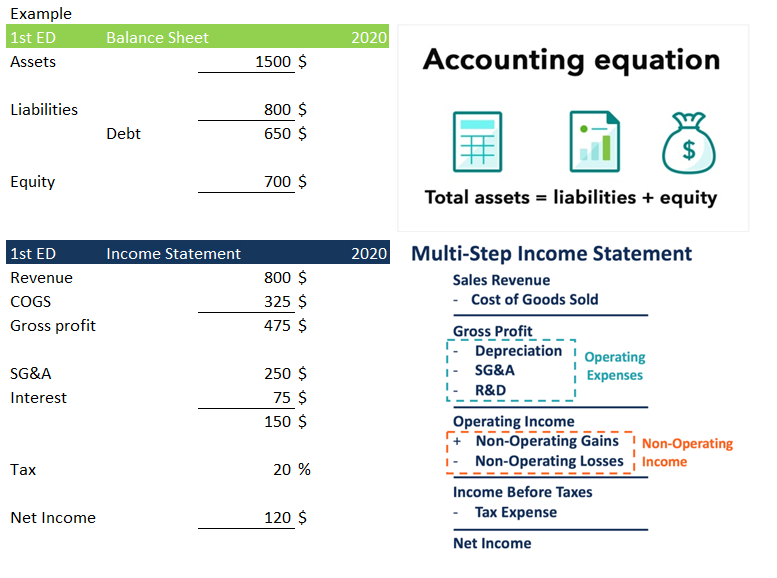 Example
1st ED Balance Sheet 2020
Assets 1500 $
Liabilities 800 $
Debt 650 $
Equity 700 $
Accounting equation
$
Total assets = liabilities + equity
1st ED Income Statement 2020
Revenue 800 $
COGS 325 $
Gross profit 475 $
SG&A 250 $
Interest 75 $
150 $
Tax 20 %
Net Income 120 $
Multi-Step Income Statement
Sales Revenue
- Cost of Goods Sold
Gross Profit
- Depreciation
- SG&A
- R&D
Operating
Expenses
Operating Income
+ Non-Operating Gains
- Non-Operating Losses
Non-Operating
Income
Income Before Taxes
- Tax Expense
Net Income